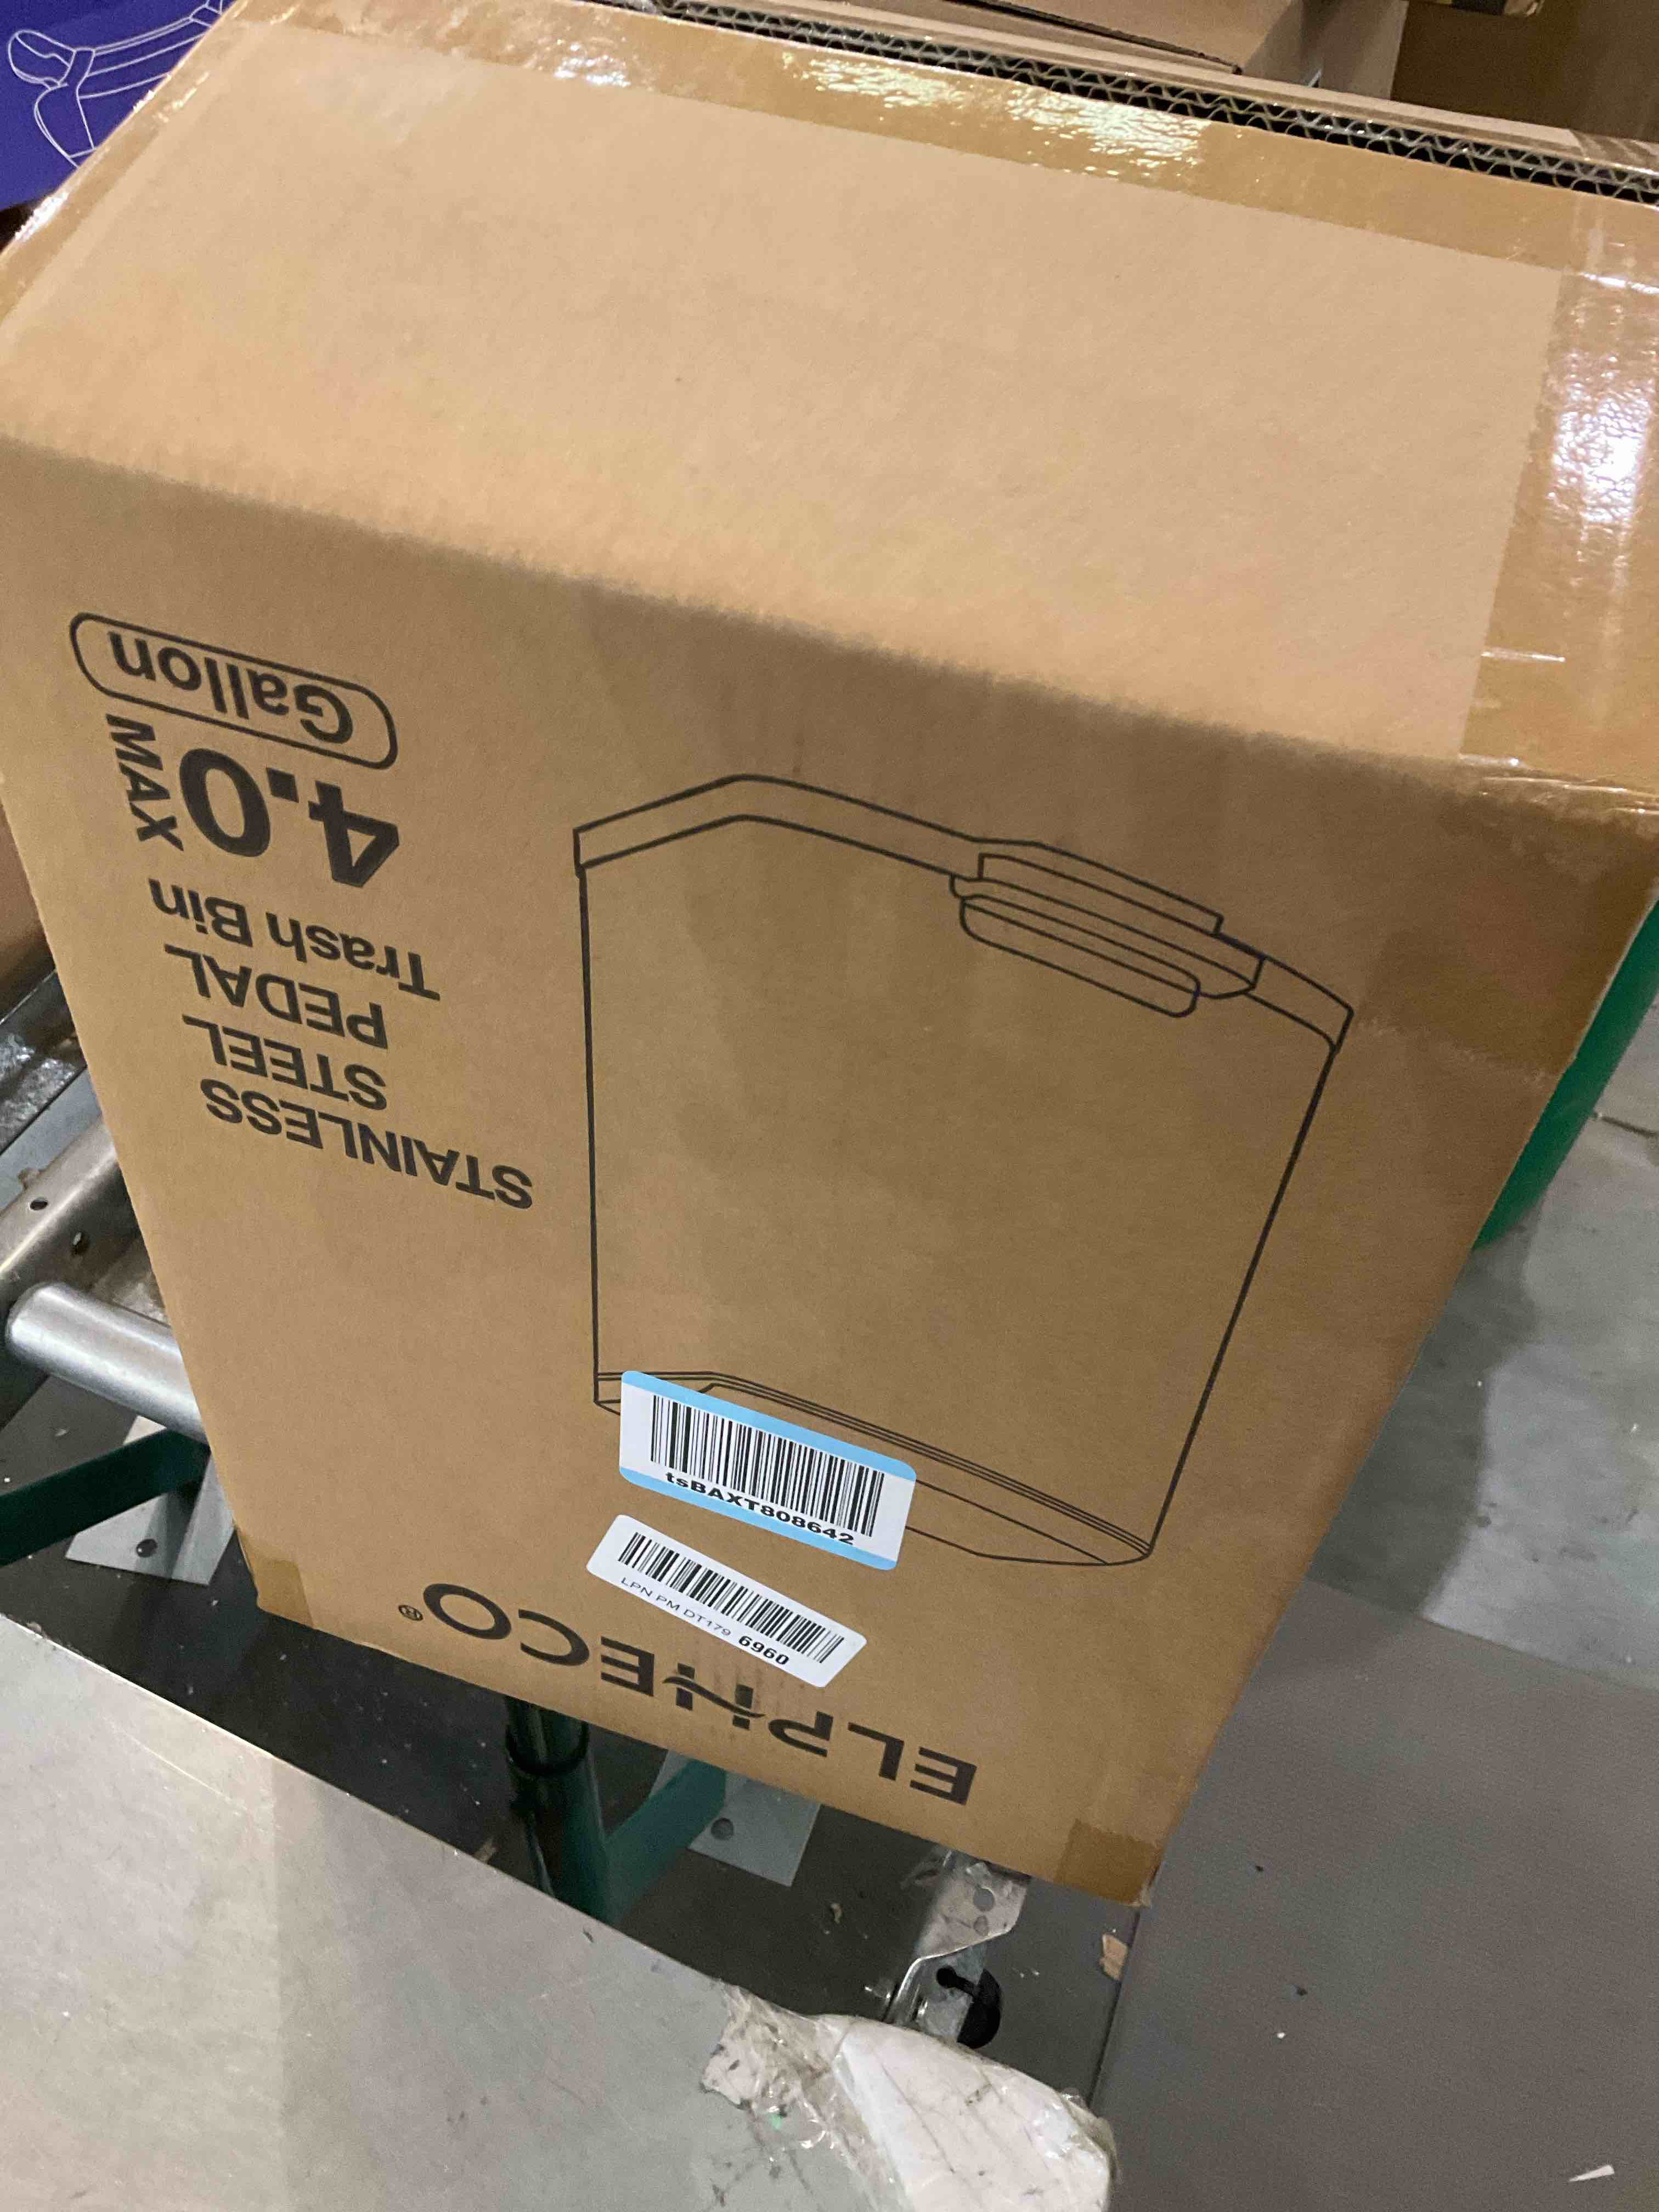 ELPHECO®
LPN PM DT179 6960
tsBAXT808642
STAINLESS
STEEL
PEDAL
Trash Bin
4.0
MAX
Gallon